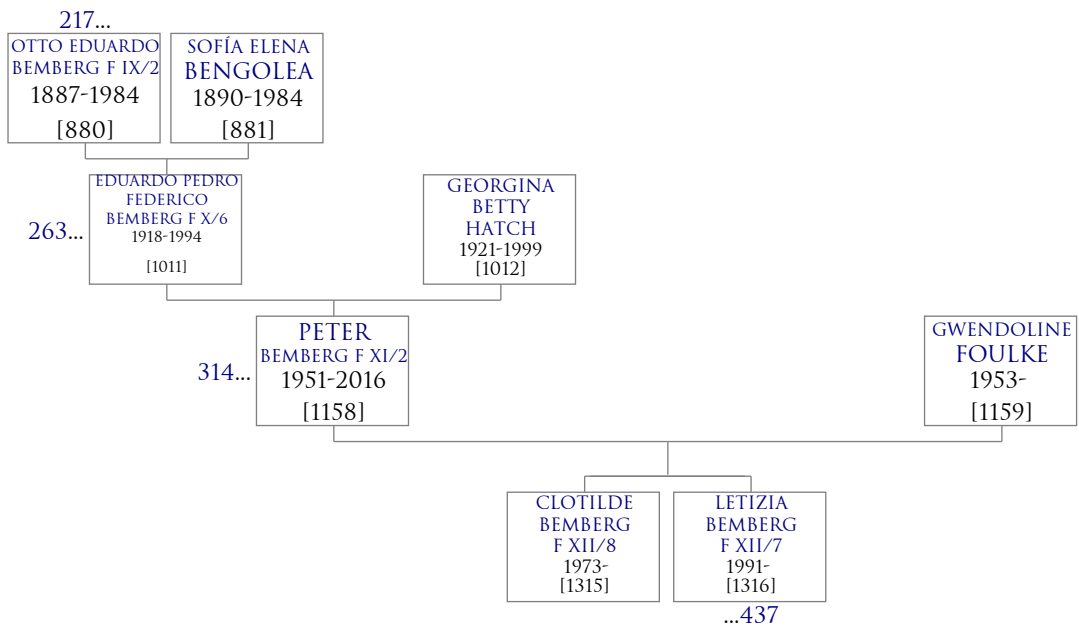 217...
OTTO EDUARDO
BEMBERG F IX/2
1887-1984
[880]
SOFÍA ELENA
BENGOLEA
1890-1984
[881]
263...
EDUARDO PEDRO
FEDERICO
BEMBERG F X/6
1918-1994
[1011]
GEORGINA
BETTY
HATCH
1921-1999
[1012]
314...
PETER
BEMBERG F XI/2
1951-2016
[1158]
GWENDOLINE
FOULKE
1953-
[1159]
CLOTILDE
BEMBERG
F XII/8
1973-
[1315]
LETIZIA
BEMBERG
F XII/7
1991-
[1316]
...437